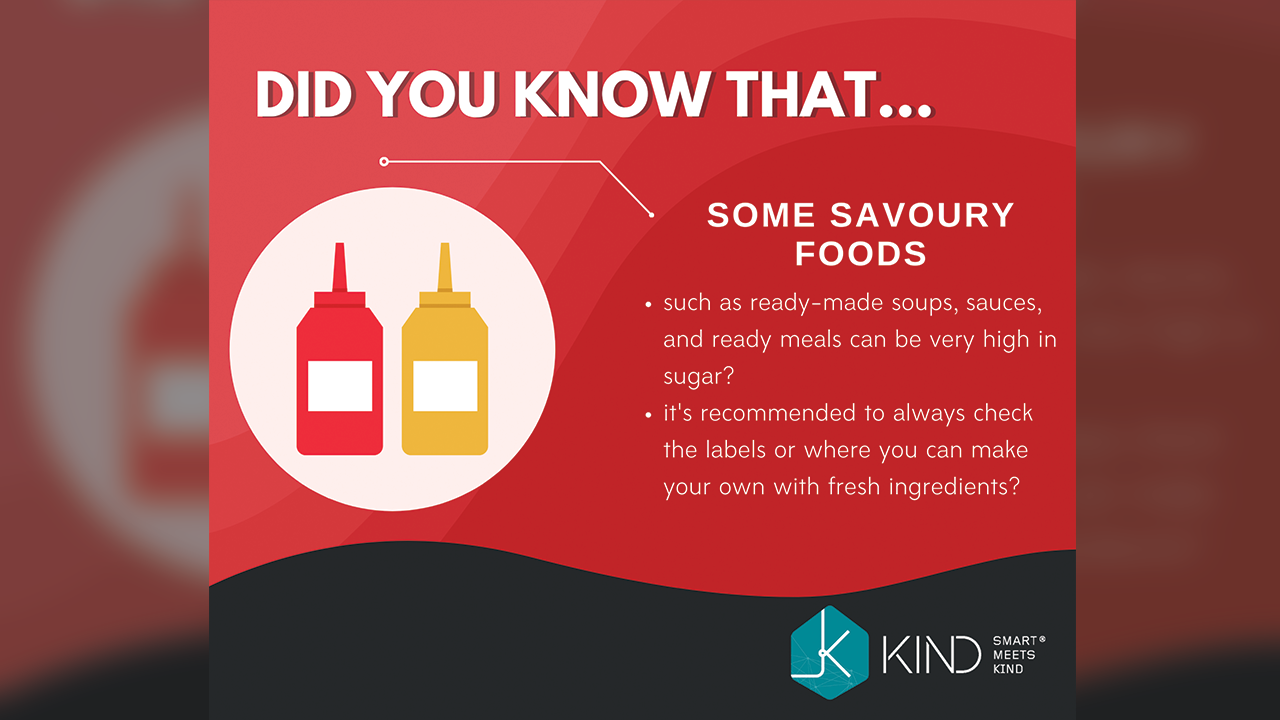 DID YOU KNOW THAT...
SOME SAVOURY
FOODS
• such as ready-made soups, sauces,
and ready meals can be very high in
sugar?
• it's recommended to always check
the labels or where you can make
your own with fresh ingredients?
K
KIND
SMART®
MEETS
KIND